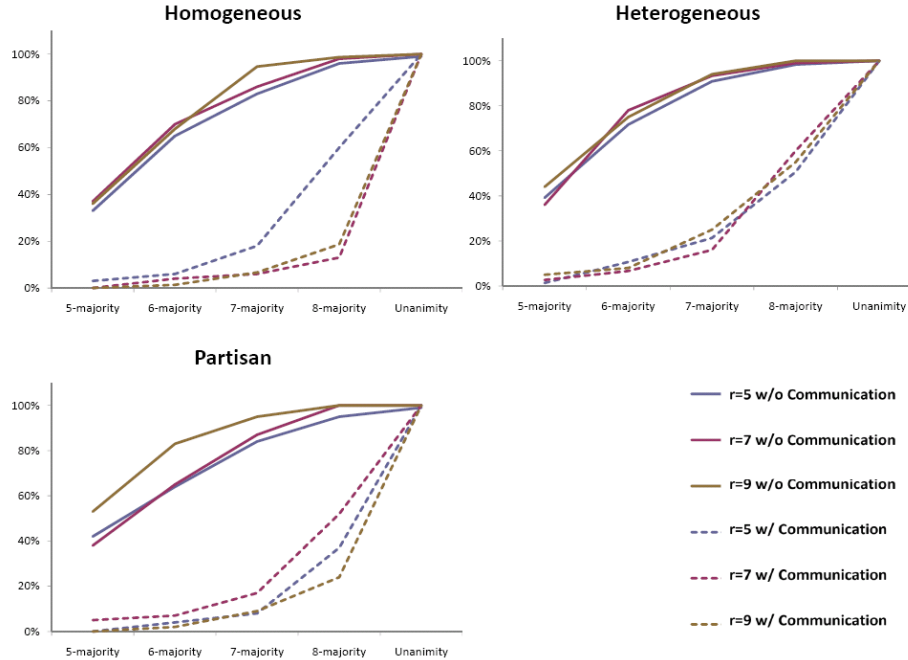 Homogeneous
100%
80%
60%
40%
20%
0%
5-majority 6-majority 7-majority 8-majority Unanimity
Heterogeneous
100%
80%
60%
40%
20%
0%
5-majority 6-majority 7-majority 8-majority Unanimity
Partisan
100%
80%
60%
40%
20%
0%
5-majority 6-majority 7-majority 8-majority Unanimity
r=5 w/o Communication
r=7 w/o Communication
r=9 w/o Communication
r=5 w/ Communication
r=7 w/ Communication
r=9 w/ Communication